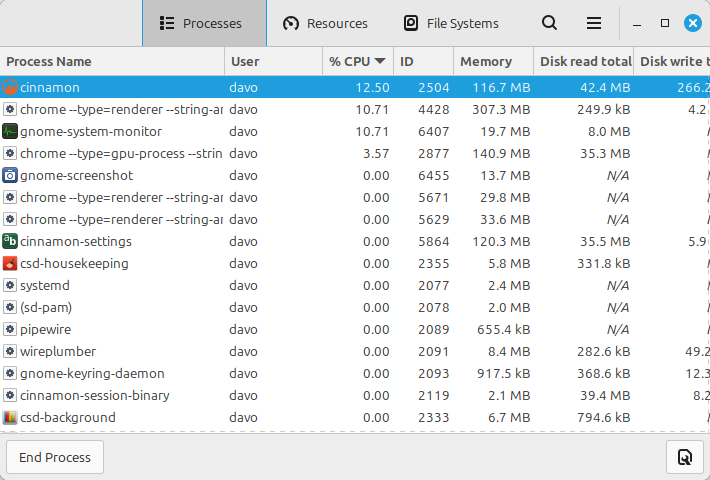 Processes Resources File Systems
Process Name User % CPU ID Memory Disk read total Disk write t
cinnamon davo 12.50 2504 116.7 MB 42.4 MB 266.2
chrome --type=renderer --string-ar davo 10.71 4428 307.3 MB 249.9 kB 4.2
gnome-system-monitor davo 10.71 6407 19.7 MB 8.0 MB
chrome --type=gpu-process --strin davo 3.57 2877 140.9 MB 35.3 MB
gnome-screenshot davo 0.00 6455 13.7 MB N/A
chrome --type=renderer --string-ar davo 0.00 5671 29.8 MB N/A
chrome --type=renderer --string-ar davo 0.00 5629 33.6 MB N/A
cinnamon-settings davo 0.00 5864 120.3 MB 35.5 MB 5.9
csd-housekeeping davo 0.00 2355 5.8 MB 331.8 kB
systemd davo 0.00 2077 2.4 MB N/A
(sd-pam) davo 0.00 2078 2.0 MB N/A
pipewire davo 0.00 2089 655.4 kB N/A
wireplumber davo 0.00 2091 8.4 MB 282.6 kB 49.2
gnome-keyring-daemon davo 0.00 2093 917.5 kB 368.6 kB 12.3
cinnamon-session-binary davo 0.00 2119 2.1 MB 39.4 MB 8.2
csd-background davo 0.00 2333 6.7 MB 794.6 kB
End Process